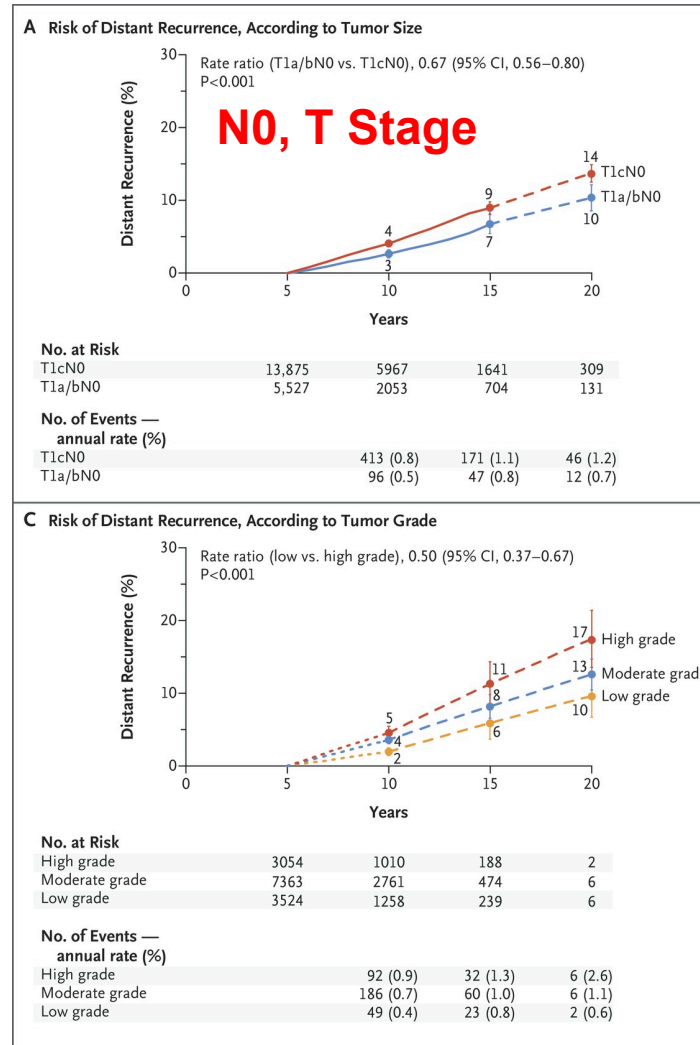 A Risk of Distant Recurrence, According to Tumor Size
Rate ratio (T1a/bN0 vs. T1cN0), 0.67 (95% CI, 0.56–0.80)
P<0.001
N0, T Stage
Distant Recurrence (%)
30
20
10
0
4
3
9
7
14
10
T1cN0
T1a/bN0
0 5 10 15 20
Years
No. at Risk
T1cN0 13,875 5967 1641 309
T1a/bN0 5,527 2053 704 131
No. of Events —
annual rate (%)
T1cN0 413 (0.8) 171 (1.1) 46 (1.2)
T1a/bN0 96 (0.5) 47 (0.8) 12 (0.7)
C Risk of Distant Recurrence, According to Tumor Grade
Rate ratio (low vs. high grade), 0.50 (95% CI, 0.37–0.67)
P<0.001
Distant Recurrence (%)
30
20
10
0
5
4
2
11
8
6
17
13
10
High grade
Moderate grad
Low grade
0 5 10 15 20
Years
No. at Risk
High grade 3054 1010 188 2
Moderate grade 7363 2761 474 6
Low grade 3524 1258 239 6
No. of Events —
annual rate (%)
High grade 92 (0.9) 32 (1.3) 6 (2.6)
Moderate grade 186 (0.7) 60 (1.0) 6 (1.1)
Low grade 49 (0.4) 23 (0.8) 2 (0.6)